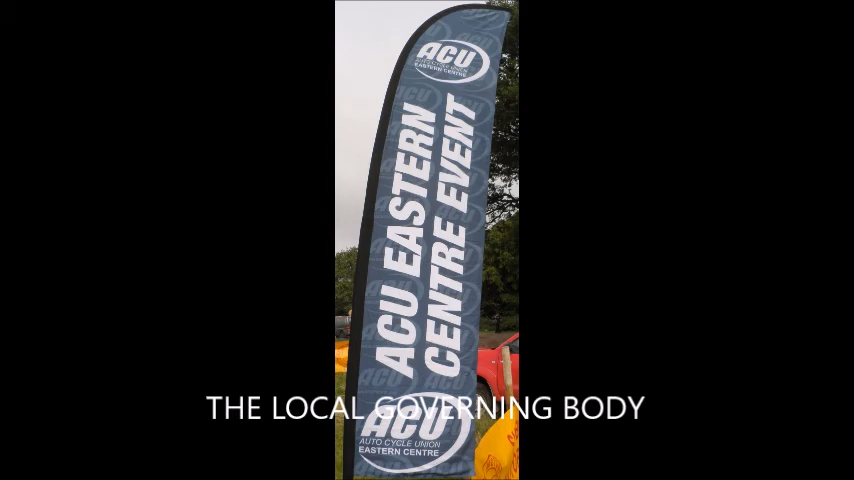 ACU
AUTO CYCLE UNION
EASTERN CENTRE
ACU EASTERN
CENTRE EVENT
THE LOCAL GOVERNING BODY
ACU
AUTO CYCLE UNION
EASTERN CENTRE